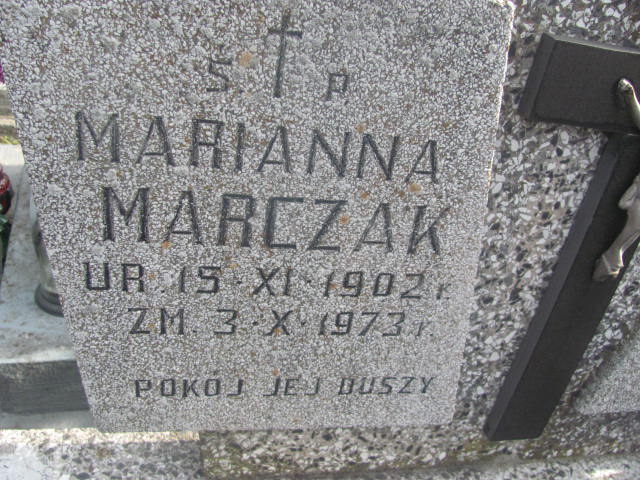 Ś P
MARIANNA
MARCZAK
UR. 15·XI·1902 r.
ZM. 3·X·1973 r.
POKÓJ JEJ DUSZY